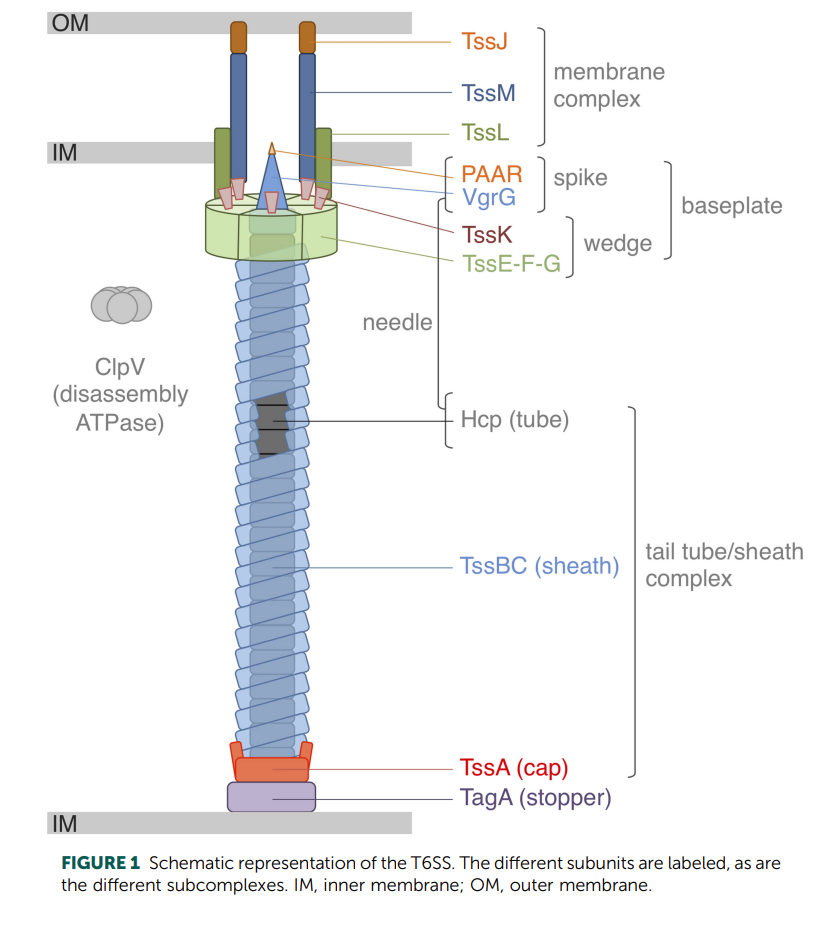 OM
TssJ
membrane
complex
TssM
TssL
IM
PAAR
spike
VgrG
baseplate
TssK
wedge
TssE-F-G
needle
ClpV
(disassembly
ATPase)
Hcp (tube)
tail tube/sheath
complex
TssBC (sheath)
TssA (cap)
TagA (stopper)
IM
FIGURE 1 Schematic representation of the T6SS. The different subunits are labeled, as are
the different subcomplexes. IM, inner membrane; OM, outer membrane.